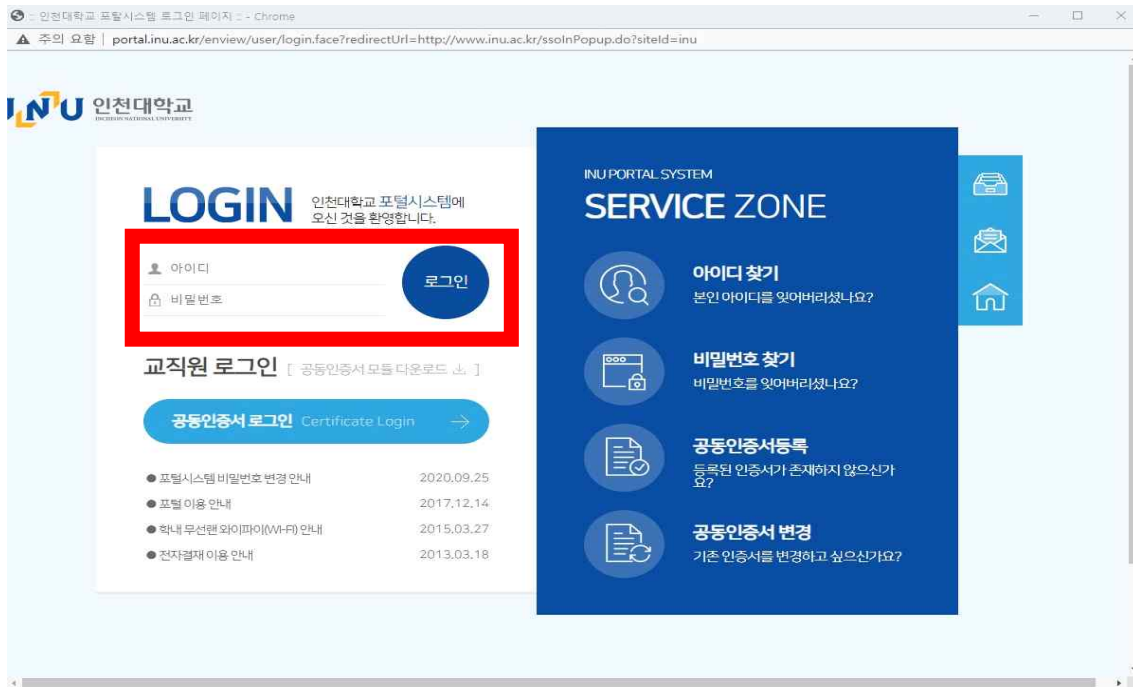 :: 인천대학교 포탈시스템 로그인 페이지 :: - Chrome
주의 요함 | portal.inu.ac.kr/enview/user/login.face?redirectUrl=http://www.inu.ac.kr/ssoInPopup.do?siteId=inu
INU 인천대학교
INCHEON NATIONAL UNIVERSITY
LOGIN
인천대학교 포털시스템에
오신 것을 환영합니다.
아이디
비밀번호
로그인
교직원 로그인 [ 공동인증서 모듈 다운로드 ]
공동인증서 로그인 Certificate Login →
● 포털시스템 비밀번호 변경 안내 2020.09.25
● 포털 이용 안내 2017.12.14
● 학내 무선랜 와이파이(WI-FI) 안내 2015.03.27
● 전자결재 이용 안내 2013.03.18
INU PORTAL SYSTEM
SERVICE ZONE
아이디 찾기
본인 아이디를 잊어버리셨나요?
비밀번호 찾기
비밀번호를 잊어버리셨나요?
공동인증서등록
등록된 인증서가 존재하지 않으신가
요?
공동인증서 변경
기존 인증서를 변경하고 싶으신가요?